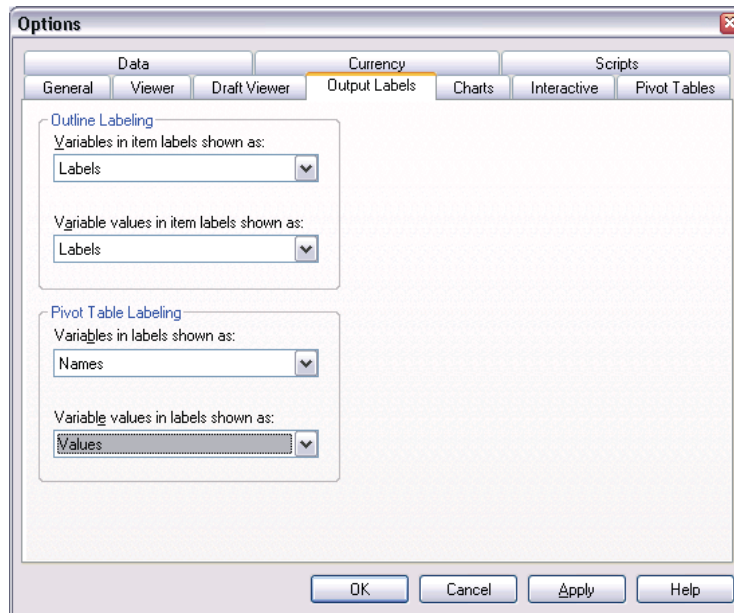 Options
Data Currency Scripts
General Viewer Draft Viewer Output Labels Charts Interactive Pivot Tables
Outline Labeling
Variables in item labels shown as:
Labels
Variable values in item labels shown as:
Labels
Pivot Table Labeling
Variables in labels shown as:
Names
Variable values in labels shown as:
Values
OK Cancel Apply Help